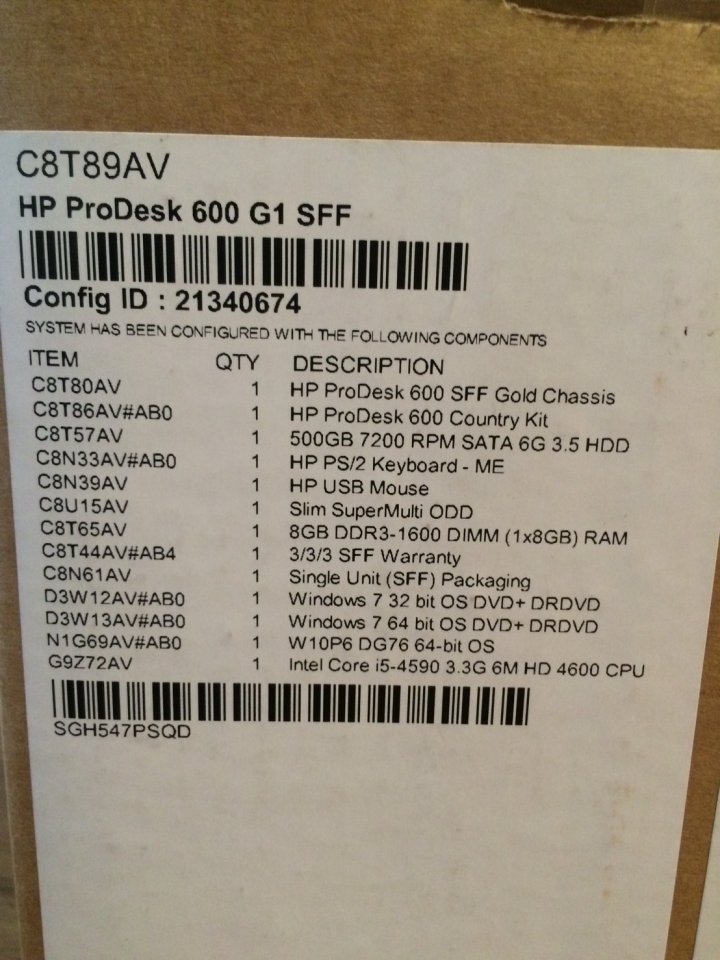 C8T89AV
HP ProDesk 600 G1 SFF
Config ID : 21340674
SYSTEM HAS BEEN CONFIGURED WITH THE FOLLOWING COMPONENTS
ITEM QTY DESCRIPTION
C8T80AV 1 HP ProDesk 600 SFF Gold Chassis
C8T86AV#AB0 1 HP ProDesk 600 Country Kit
C8T57AV 1 500GB 7200 RPM SATA 6G 3.5 HDD
C8N33AV#AB0 1 HP PS/2 Keyboard - ME
C8N39AV 1 HP USB Mouse
C8U15AV 1 Slim SuperMulti ODD
C8T65AV 1 8GB DDR3-1600 DIMM (1x8GB) RAM
C8T44AV#AB4 1 3/3/3 SFF Warranty
C8N61AV 1 Single Unit (SFF) Packaging
D3W12AV#AB0 1 Windows 7 32 bit OS DVD+ DRDVD
D3W13AV#AB0 1 Windows 7 64 bit OS DVD+ DRDVD
N1G69AV#AB0 1 W10P6 DG76 64-bit OS
G9Z72AV 1 Intel Core i5-4590 3.3G 6M HD 4600 CPU
SGH547PSQD